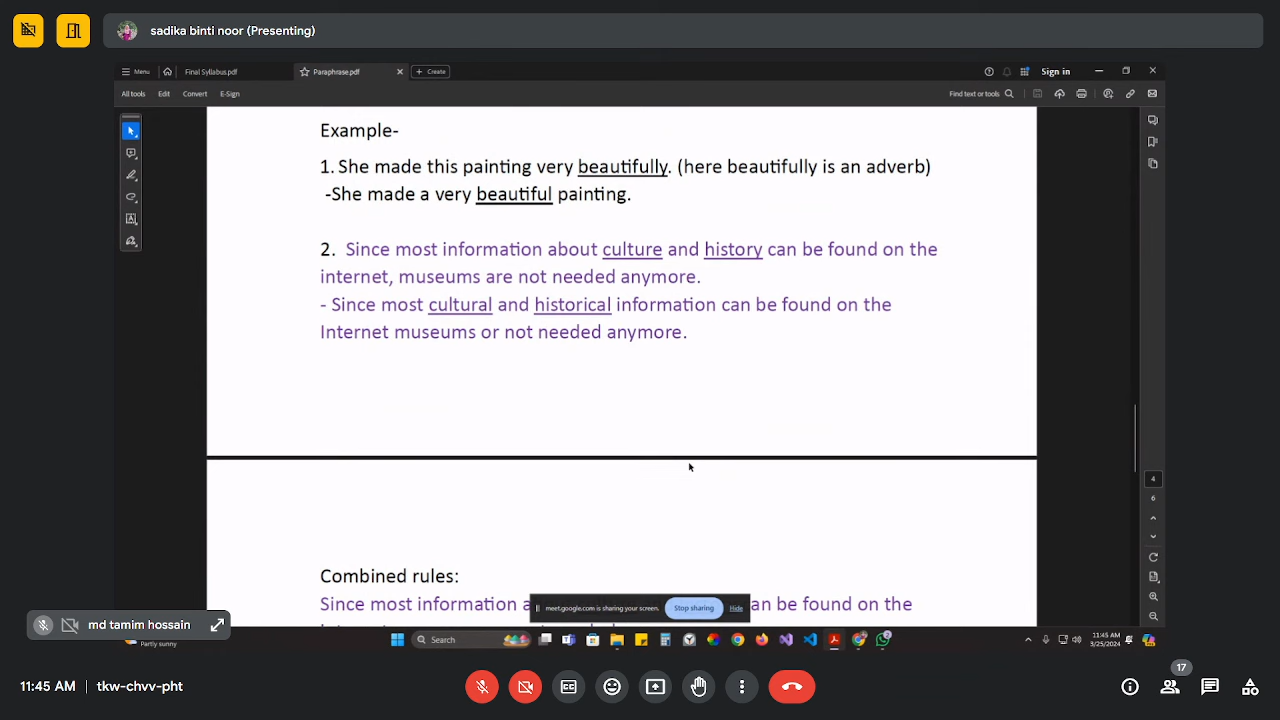 sadika binti noor (Presenting)
Menu
Final Syllabus.pdf
Paraphrase.pdf
Create
Sign in
All tools
Edit
Convert
E-Sign
Find text or tools
Example-
1. She made this painting very beautifully. (here beautifully is an adverb)
-She made a very beautiful painting.
2. Since most information about culture and history can be found on the
internet, museums are not needed anymore.
- Since most cultural and historical information can be found on the
Internet museums or not needed anymore.
4
6
Combined rules:
Since most information a
an be found on the
meet.google.com is sharing your screen.
Stop sharing
Hide
md tamim hossain
Partly sunny
Search
11:45 AM
3/23/2024
11:45 AM
tkw-chvv-pht
17